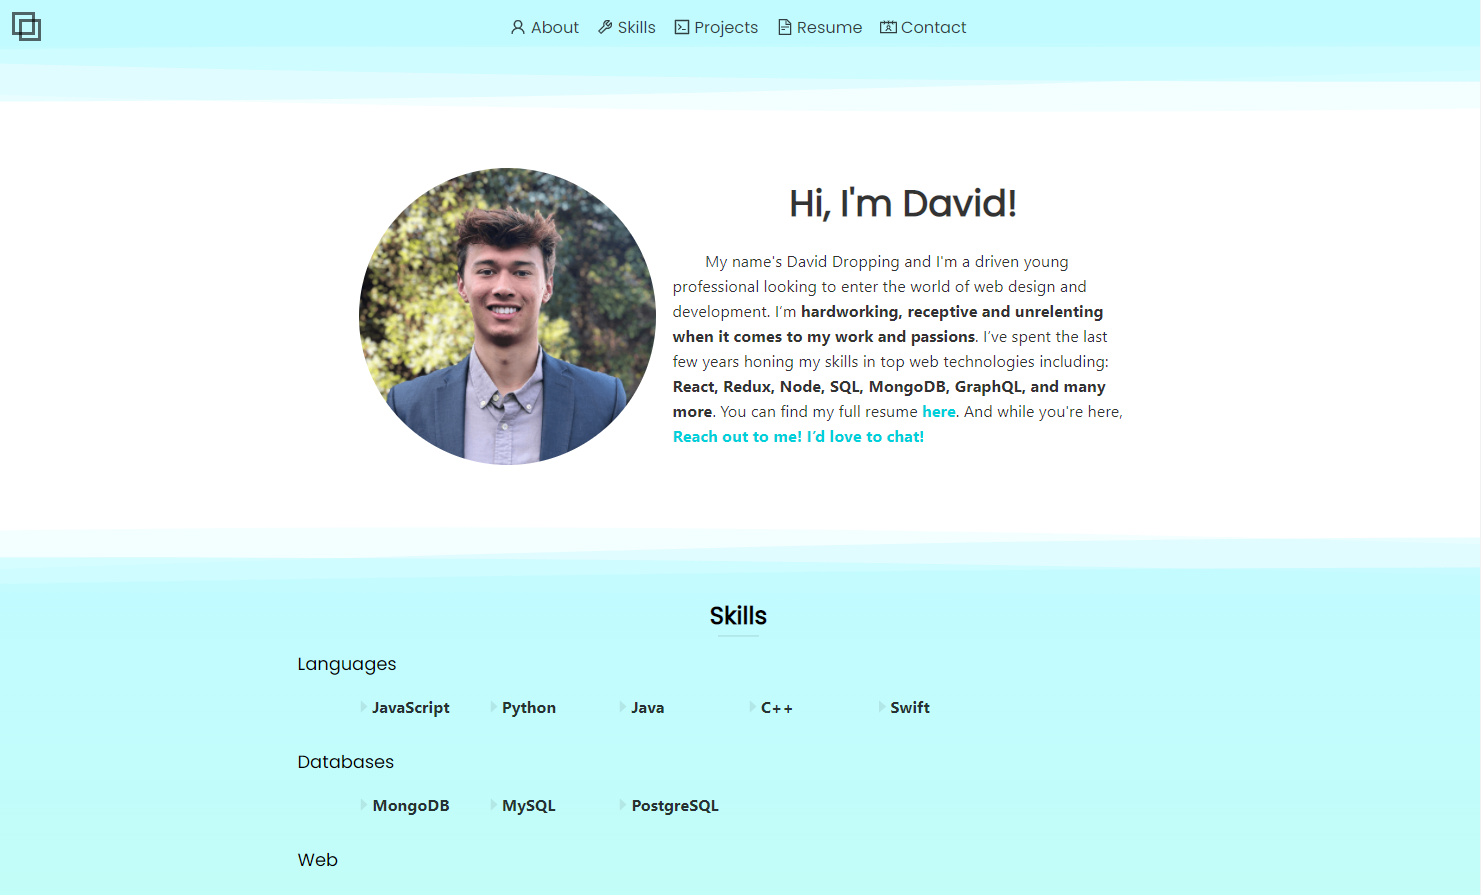 About Skills Projects Resume Contact
Hi, I'm David!
My name's David Dropping and I'm a driven young
professional looking to enter the world of web design and
development. I’m hardworking, receptive and unrelenting
when it comes to my work and passions. I’ve spent the last
few years honing my skills in top web technologies including:
React, Redux, Node, SQL, MongoDB, GraphQL, and many
more. You can find my full resume here. And while you're here,
Reach out to me! I’d love to chat!
Skills
Languages
JavaScript Python Java C++ Swift
Databases
MongoDB MySQL PostgreSQL
Web